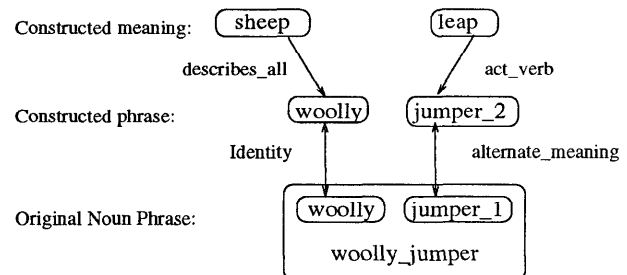 Constructed meaning: sheep leap
describes_all act_verb
Constructed phrase: woolly jumper_2
Identity alternate_meaning
Original Noun Phrase: woolly jumper_1
woolly_jumper